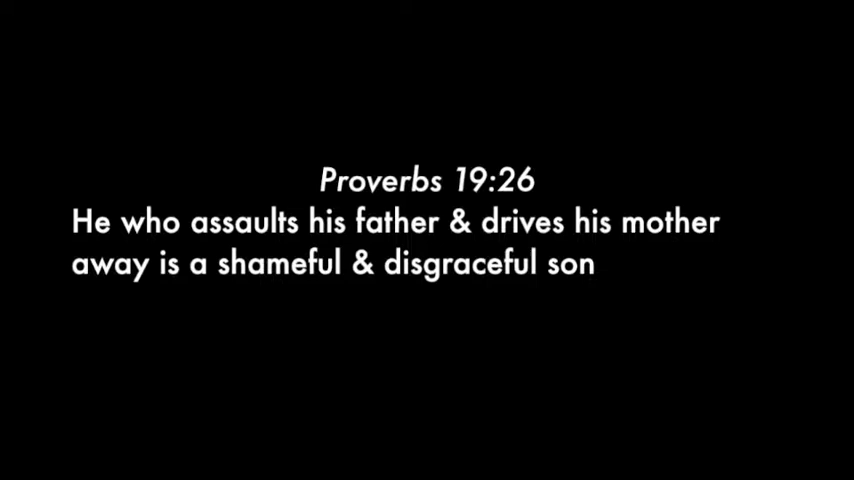 Proverbs 19:26
He who assaults his father & drives his mother
away is a shameful & disgraceful son